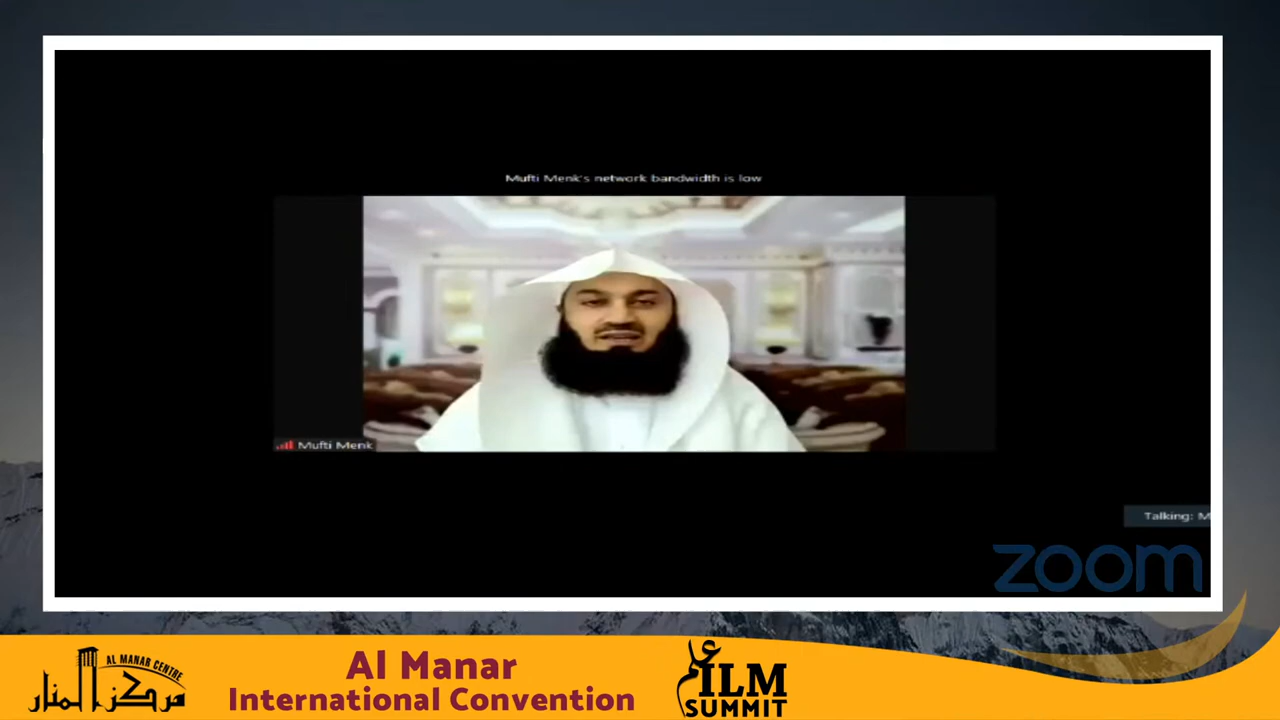 Mufti Menk's network bandwidth is low
Mufti Menk
Talking: M
zoom
AL MANAR CENTRE
مركز المنار
Al Manar
International Convention
علم
ILM
SUMMIT